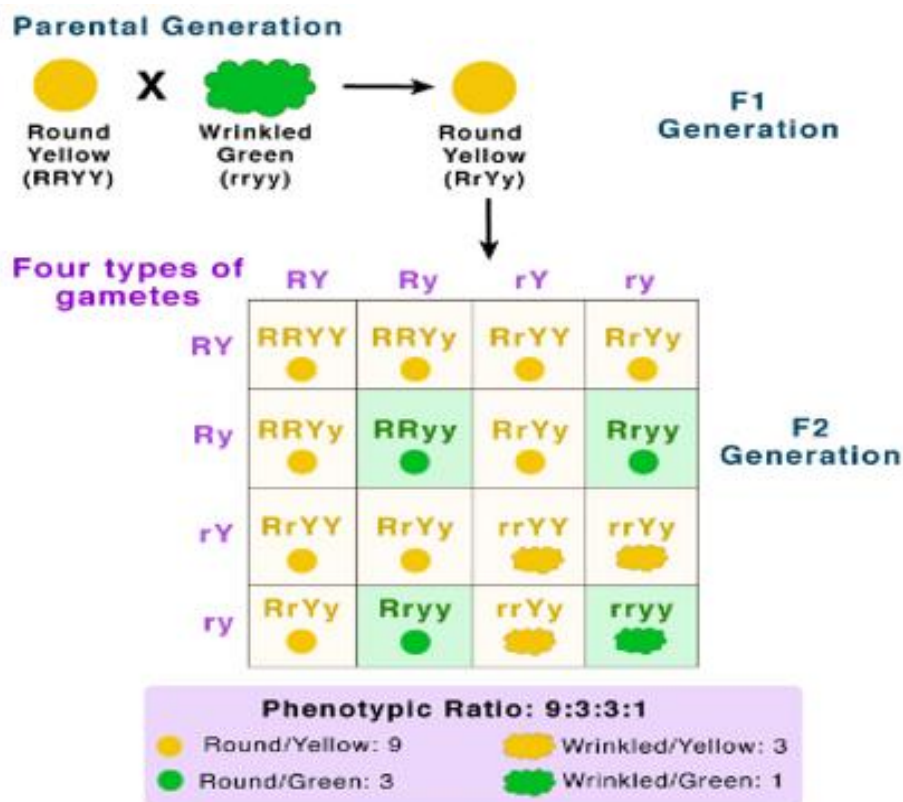 Parental Generation
X
Round
Yellow
(RRYY)
Wrinkled
Green
(rryy)
Round
Yellow
(RrYy)
F1
Generation
Four types of
gametes
RY Ry rY ry
RY RRYY RRYy RrYY RrYy
Ry RRYy RRyy RrYy Rryy
F2
Generation
rY RrYY RrYy rrYY rrYy
ry RrYy Rryy rrYy rryy
Phenotypic Ratio: 9:3:3:1
Round/Yellow: 9 Wrinkled/Yellow: 3
Round/Green: 3 Wrinkled/Green: 1